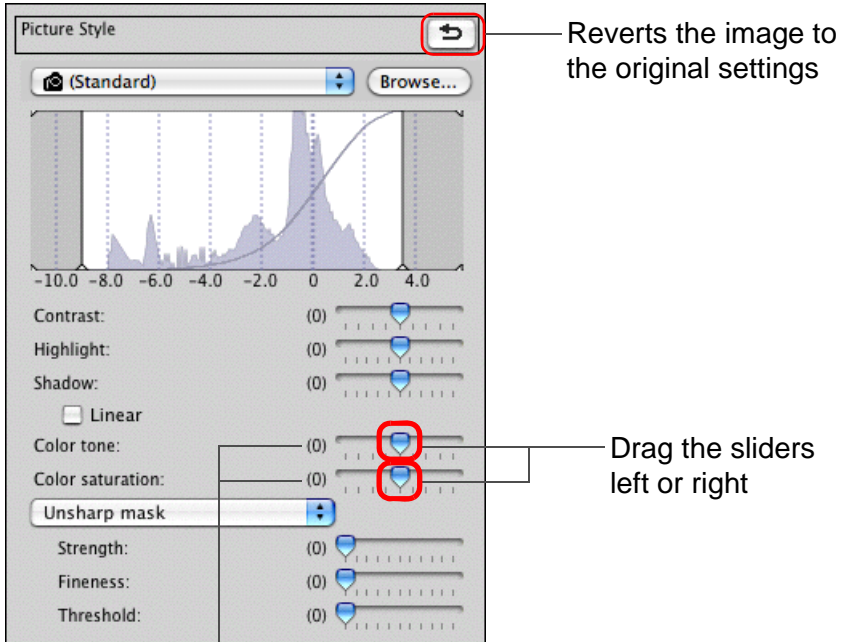 Picture Style
Reverts the image to
the original settings
(Standard)
Browse...
-10.0 -8.0 -6.0 -4.0 -2.0 0 2.0 4.0
Contrast: (0)
Highlight: (0)
Shadow: (0)
Linear
Color tone: (0)
Color saturation: (0)
Drag the sliders
left or right
Unsharp mask
Strength: (0)
Fineness: (0)
Threshold: (0)